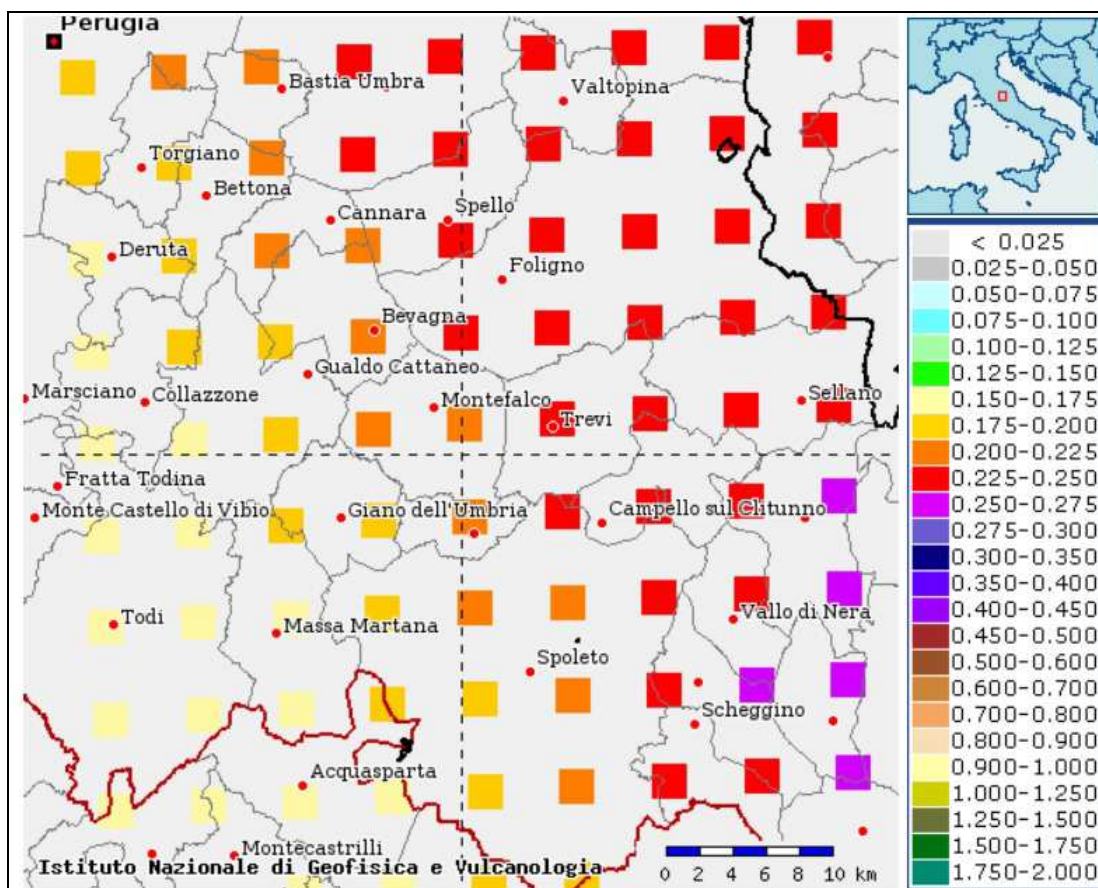 Perugia
Bastia Umbra
Valtopina
Torgiano
Bettona
Cannara
Spello
Deruta
Foligno
Bevagna
Gualdo Cattaneo
Marsciano
Collazzone
Montefalco
Trevi
Sellano
Fratta Todina
Monte Castello di Vibio
Giano dell'Umbria
Campello sul Clitunno
Todi
Massa Martana
Vallo di Nera
Spoleto
Scheggino
Acquasparta
Montecastrilli
Istituto Nazionale di Geofisica e Vulcanologia
0 2 4 6 8 10 km
< 0.025
0.025-0.050
0.050-0.075
0.075-0.100
0.100-0.125
0.125-0.150
0.150-0.175
0.175-0.200
0.200-0.225
0.225-0.250
0.250-0.275
0.275-0.300
0.300-0.350
0.350-0.400
0.400-0.450
0.450-0.500
0.500-0.600
0.600-0.700
0.700-0.800
0.800-0.900
0.900-1.000
1.000-1.250
1.250-1.500
1.500-1.750
1.750-2.000